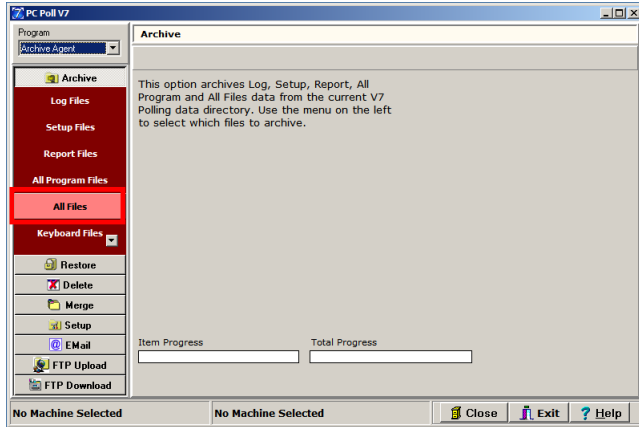 PC Poll V7
Program
Archive Agent
Archive
Archive
Log Files
Setup Files
Report Files
All Program Files
All Files
Keyboard Files
Restore
Delete
Merge
Setup
EMail
FTP Upload
FTP Download
This option archives Log, Setup, Report, All
Program and All Files data from the current V7
Polling data directory. Use the menu on the left
to select which files to archive.
Item Progress
Total Progress
No Machine Selected
No Machine Selected
Close
Exit
? Help